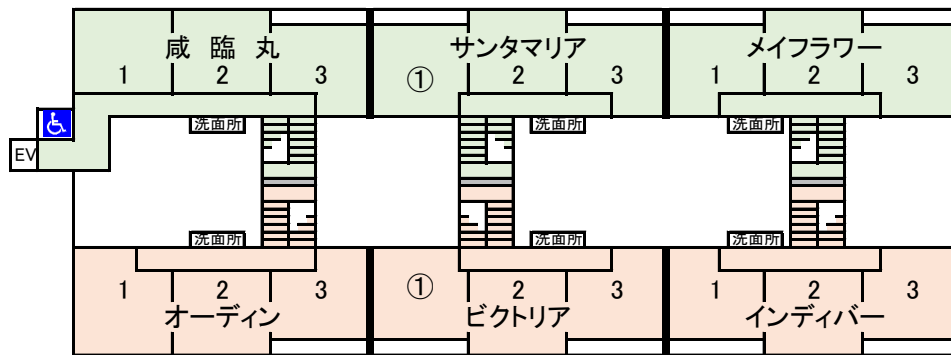 咸 臨 丸 サンタマリア メイフラワー
1 2 3 ① 2 3 1 2 3
洗面所 洗面所 洗面所
EV
洗面所 洗面所 洗面所
1 2 3 ① 2 3 1 2 3
オーディン ビクトリア インディバー